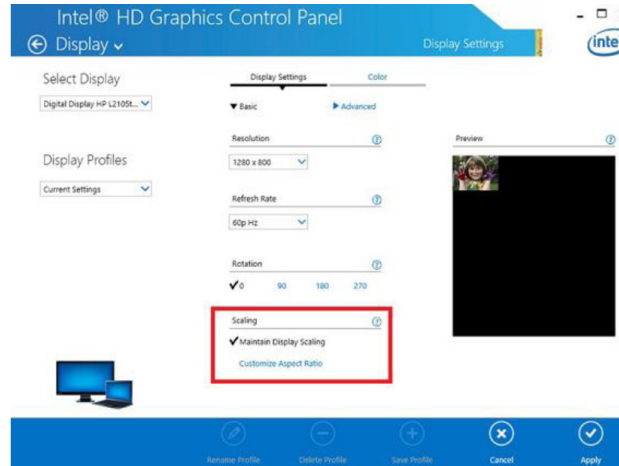 Intel® HD Graphics Control Panel
Display
Display Settings
inte
Select Display
Digital Display HP L2105t...
Display Profiles
Current Settings
Display Settings
Color
Basic
Advanced
Resolution
1280 x 800
Refresh Rate
60p Hz
Rotation
0 90 180 270
Scaling
Maintain Display Scaling
Customize Aspect Ratio
Preview
Rename Profile
Delete Profile
Save Profile
Cancel
Apply